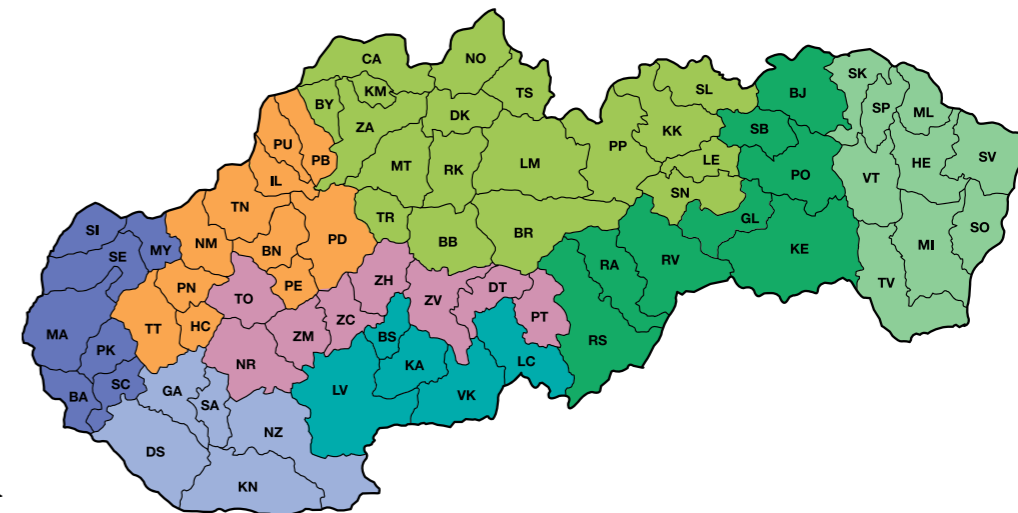 CA
NO
KM
BY
TS
ZA
DK
SL
BJ
SK
SP
ML
PU
PB
MT
RK
LM
PP
KK
SB
HE
SV
IL
LE
PO
VT
TN
SN
TR
GL
SO
SI
MY
NM
BN
PD
BB
BR
RA
RV
KE
MI
SE
PN
PE
TO
ZH
ZV
DT
PT
TV
MA
TT
HC
ZM
ZC
BS
RS
PK
NR
KA
LC
BA
SC
GA
SA
LV
VK
NZ
DS
KN